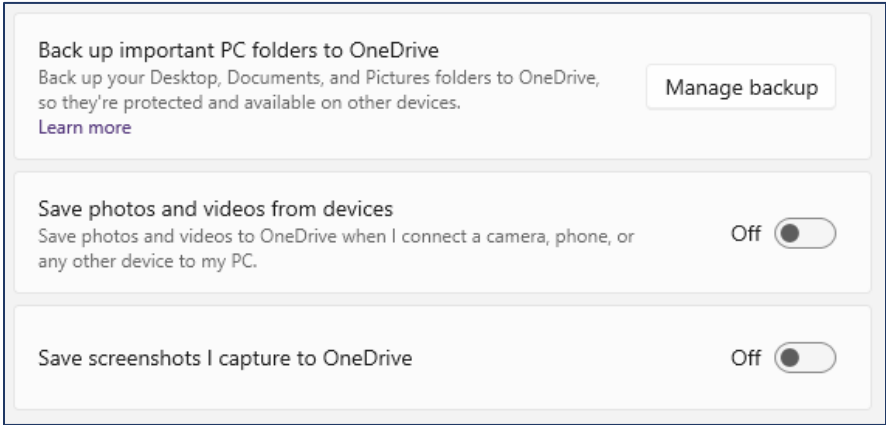 Back up important PC folders to OneDrive
Back up your Desktop, Documents, and Pictures folders to OneDrive,
so they're protected and available on other devices.
Learn more
Manage backup
Save photos and videos from devices
Save photos and videos to OneDrive when I connect a camera, phone, or
any other device to my PC.
Off
Save screenshots I capture to OneDrive
Off